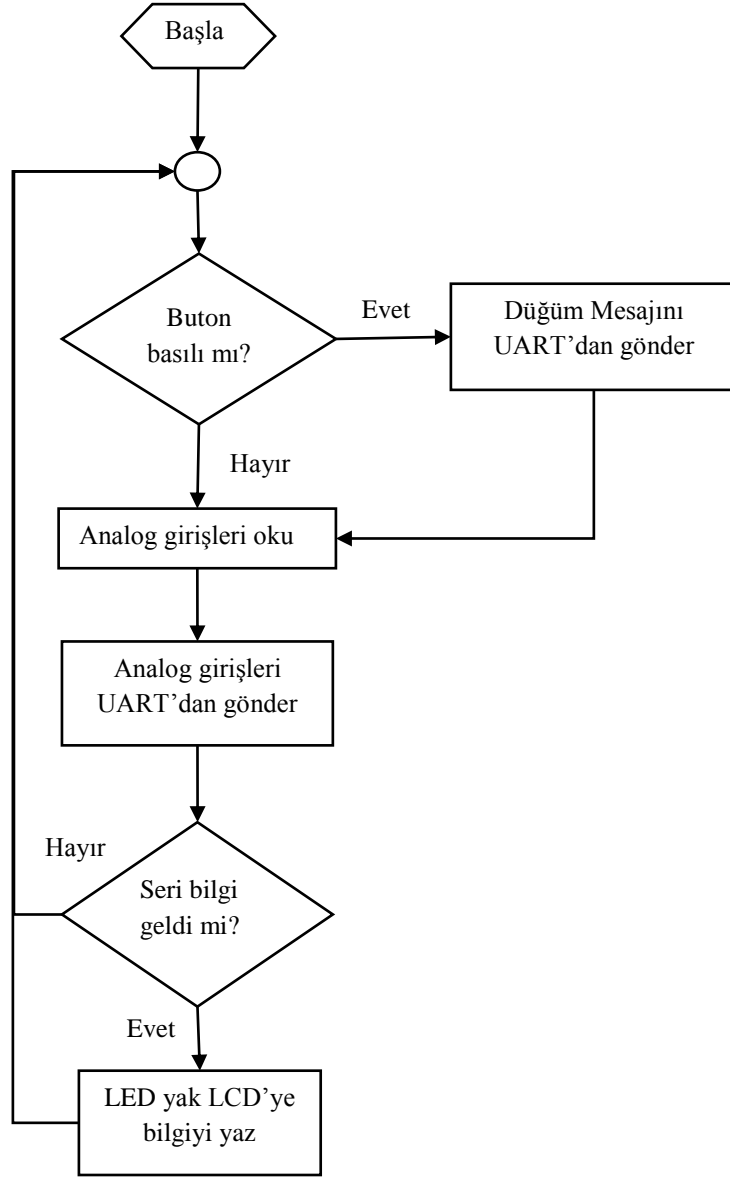 Başla
Buton
basılı mı?
Evet
Düğüm Mesajını
UART’dan gönder
Hayır
Analog girişleri oku
Analog girişleri
UART’dan gönder
Hayır
Seri bilgi
geldi mi?
Evet
LED yak LCD’ye
bilgiyi yaz